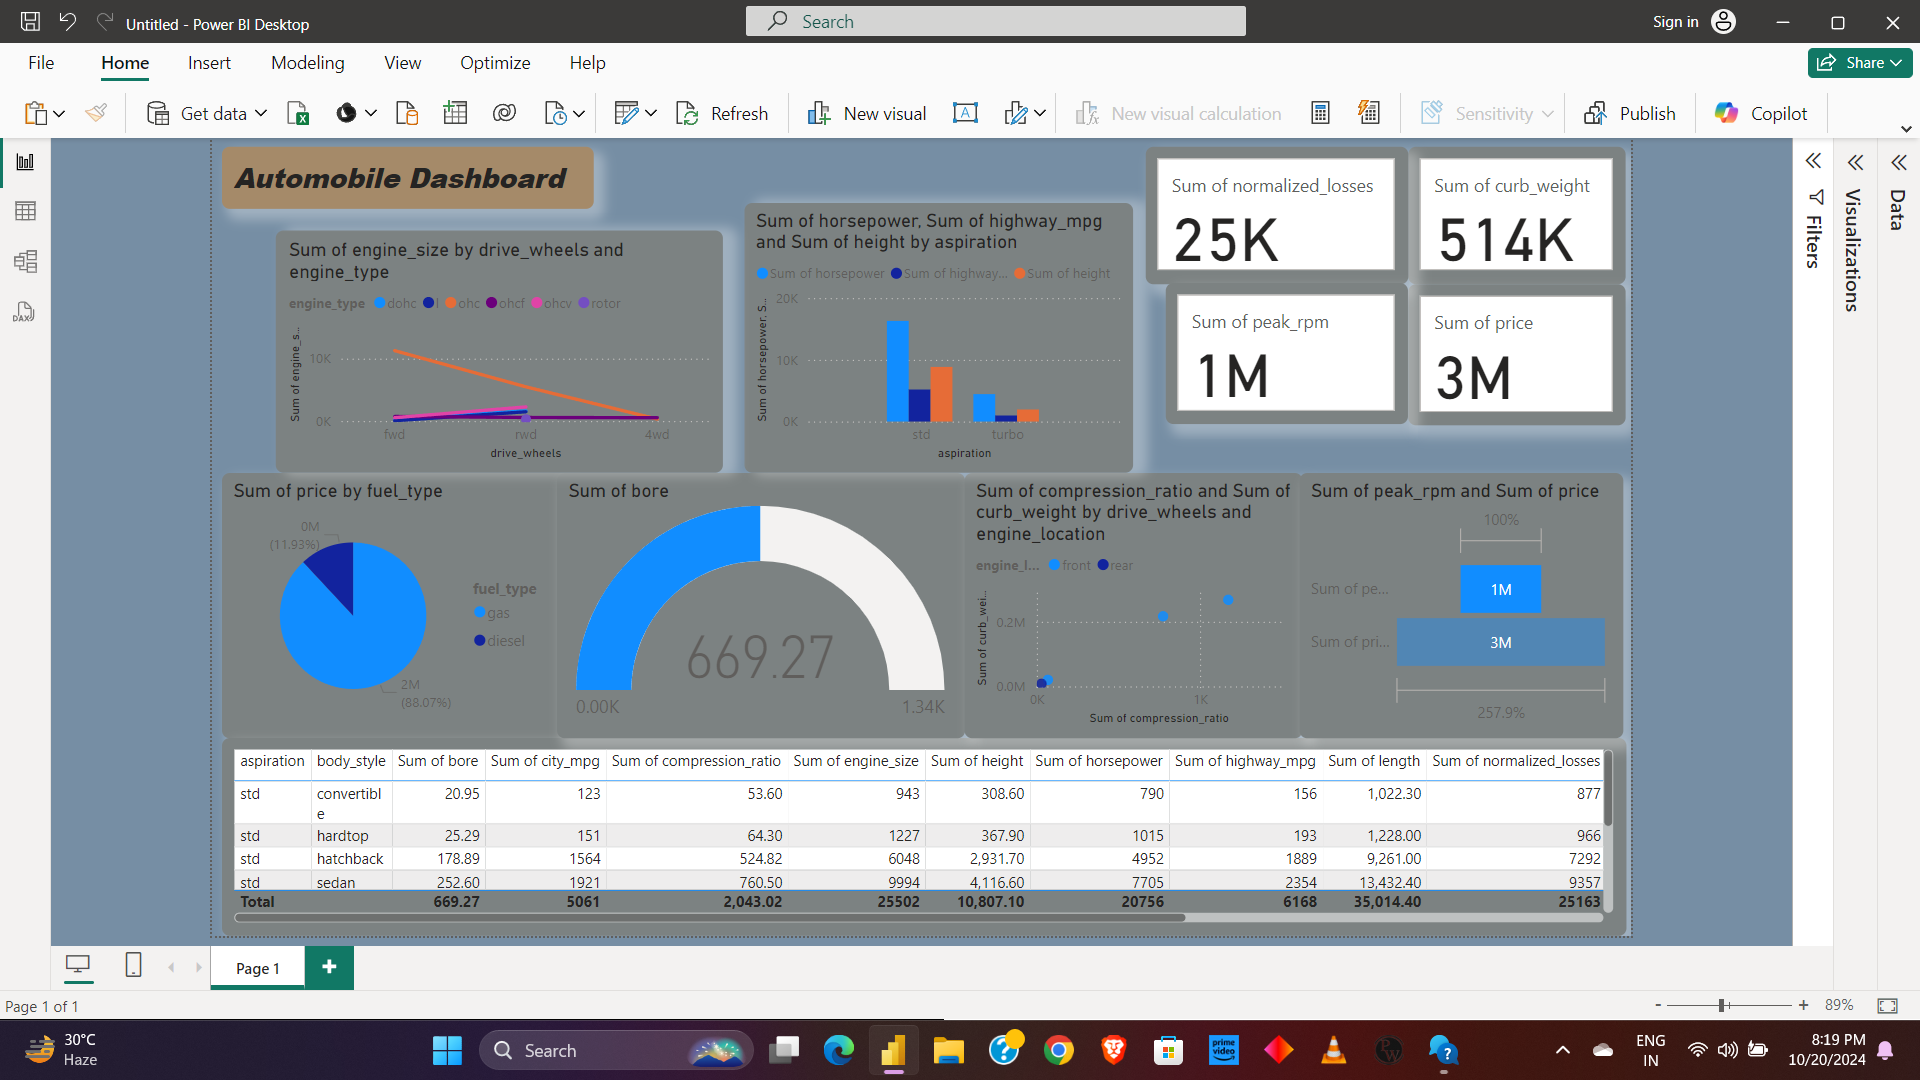 Untitled - Power BI Desktop
Search
Sign in
File
Home
Insert
Modeling
View
Optimize
Help
Share
Get data
Refresh
New visual
New visual calculation
Sensitivity
Publish
Copilot
Automobile Dashboard
Sum of engine_size by drive_wheels and
engine_type
engine_type dohc l ohc ohcf ohcv rotor
Sum of engine_s...
10K
0K
fwd
rwd
4wd
drive_wheels
Sum of horsepower, Sum of highway_mpg
and Sum of height by aspiration
Sum of horsepower Sum of highway... Sum of height
Sum of horsepower, S...
20K
10K
0K
std
turbo
aspiration
Sum of normalized_losses
25K
Sum of curb_weight
514K
Sum of peak_rpm
1M
Sum of price
3M
Filters
Visualizations
Data
DAX
Sum of price by fuel_type
0M
(11.93%)
2M
(88.07%)
fuel_type
gas
diesel
Sum of bore
669.27
0.00K
1.34K
Sum of compression_ratio and Sum of
curb_weight by drive_wheels and
engine_location
engine_l... front rear
Sum of curb_wei...
0.2M
0.0M
0K
1K
Sum of compression_ratio
Sum of peak_rpm and Sum of price
100%
Sum of pe...
1M
Sum of pri...
3M
257.9%
aspiration body_style Sum of bore Sum of city_mpg Sum of compression_ratio Sum of engine_size Sum of height Sum of horsepower Sum of highway_mpg Sum of length Sum of normalized_losses
std convertibl 20.95 123 53.60 943 308.60 790 156 1,022.30 877
e
std hardtop 25.29 151 64.30 1227 367.90 1015 193 1,228.00 966
std hatchback 178.89 1564 524.82 6048 2,931.70 4952 1889 9,261.00 7292
std sedan 252.60 1921 760.50 9994 4,116.60 7705 2354 13,432.40 9357
Total 669.27 5061 2,043.02 25502 10,807.10 20756 6168 35,014.40 25163
Page 1
Page 1 of 1
- + 89%
30°C
Haze
Search
prime
video
PW
ENG
IN
8:19 PM
10/20/2024